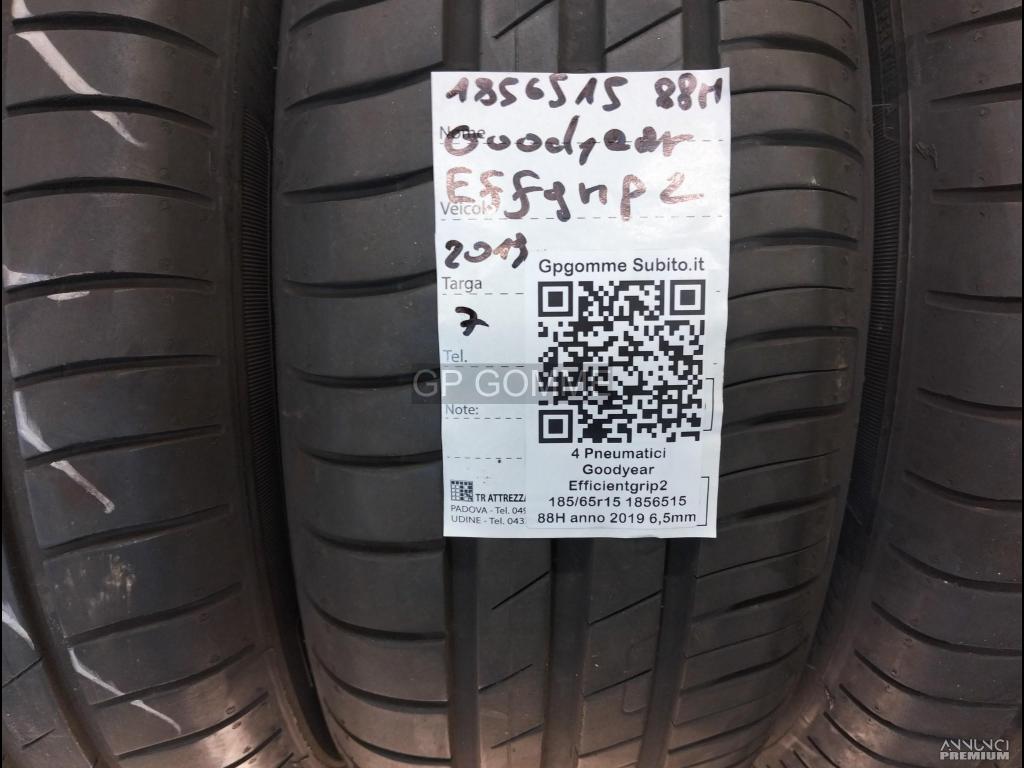 1856515 88H
Nome
Goodyear
Effgrip2
Veicolo
2019
Gpgomme Subito.it
Targa
7
Tel.
GP GOMME
Note:
4 Pneumatici
Goodyear
Efficientgrip2
185/65r15 1856515
88H anno 2019 6,5mm
TR ATTREZZA
PADOVA - Tel. 049
UDINE - Tel. 043
ANNUNCI
PREMIUM